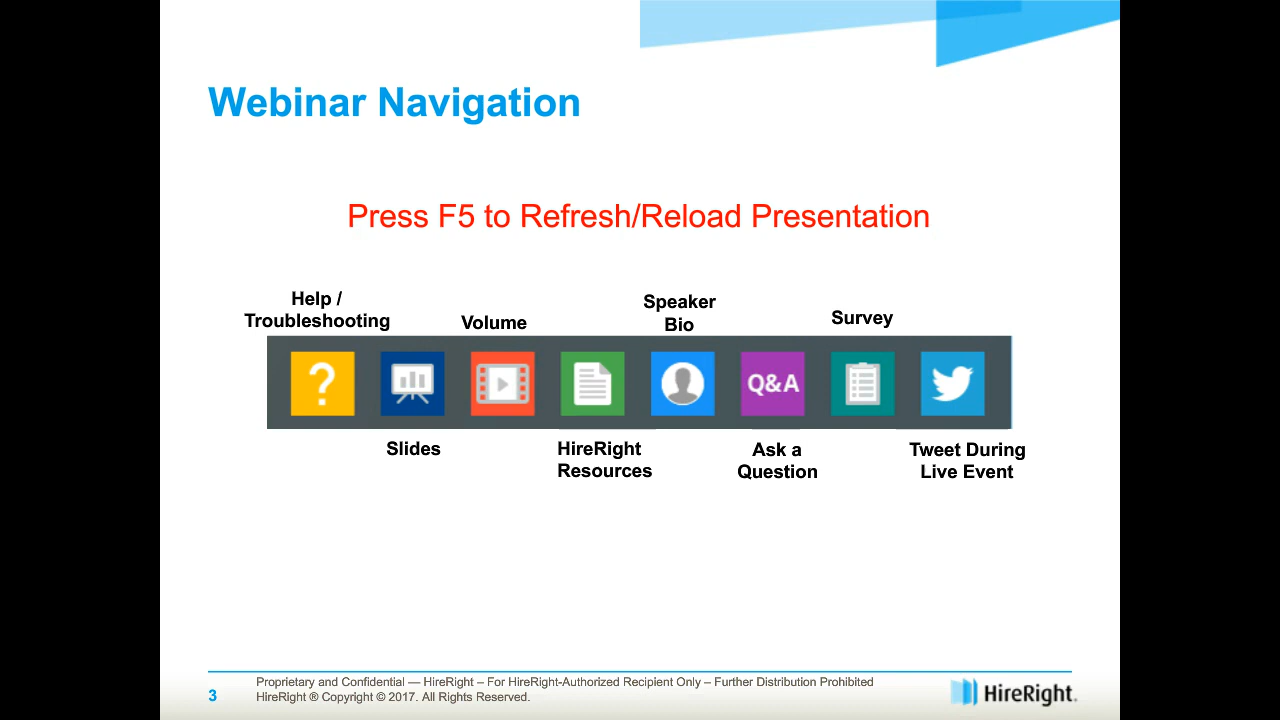 Webinar Navigation
Press F5 to Refresh/Reload Presentation
Help /
Troubleshooting
Volume
Speaker
Bio
Survey
?
Q&A
Slides
HireRight
Resources
Ask a
Question
Tweet During
Live Event
3
Proprietary and Confidential — HireRight – For HireRight-Authorized Recipient Only – Further Distribution Prohibited
HireRight ® Copyright © 2017. All Rights Reserved.
HireRight.